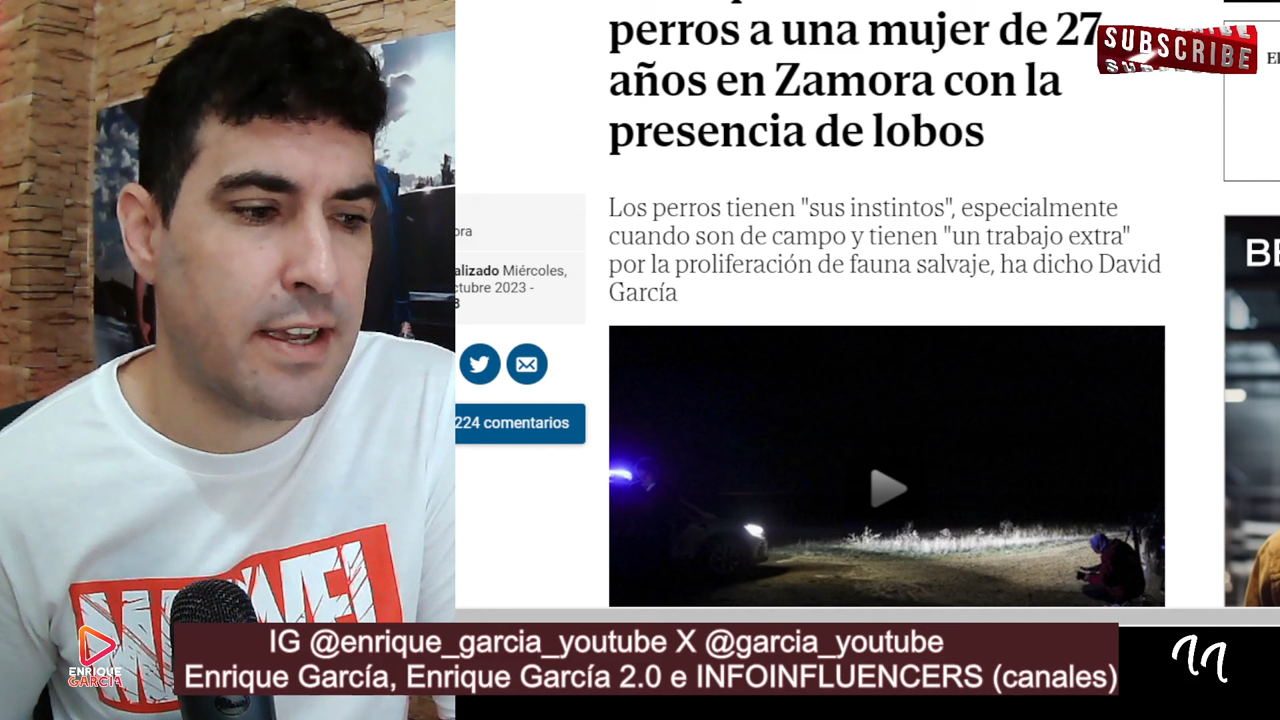 perros a una mujer de 27
años en Zamora con la
presencia de lobos
SUBSCRIBE
Los perros tienen "sus instintos", especialmente
cuando son de campo y tienen "un trabajo extra"
por la proliferación de fauna salvaje, ha dicho David
García
ora
alizado Miércoles,
ctubre 2023 -
224 comentarios
BE
MARVEL
ENRIQUE
GARCIA
IG @enrique_garcia_youtube X @garcia_youtube
Enrique García, Enrique García 2.0 e INFOINFLUENCERS (canales)